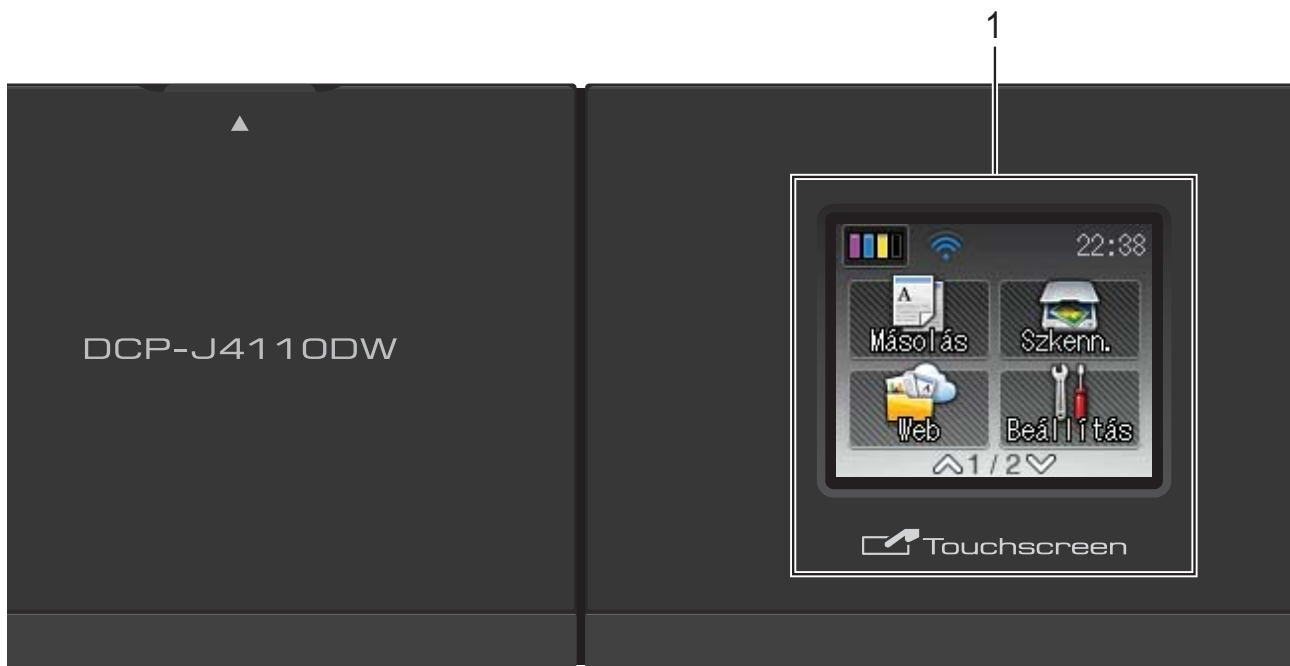 1
DCP-J4110DW
22:38
Másolás
Szkenn.
Web
Beállítás
1/2
Touchscreen